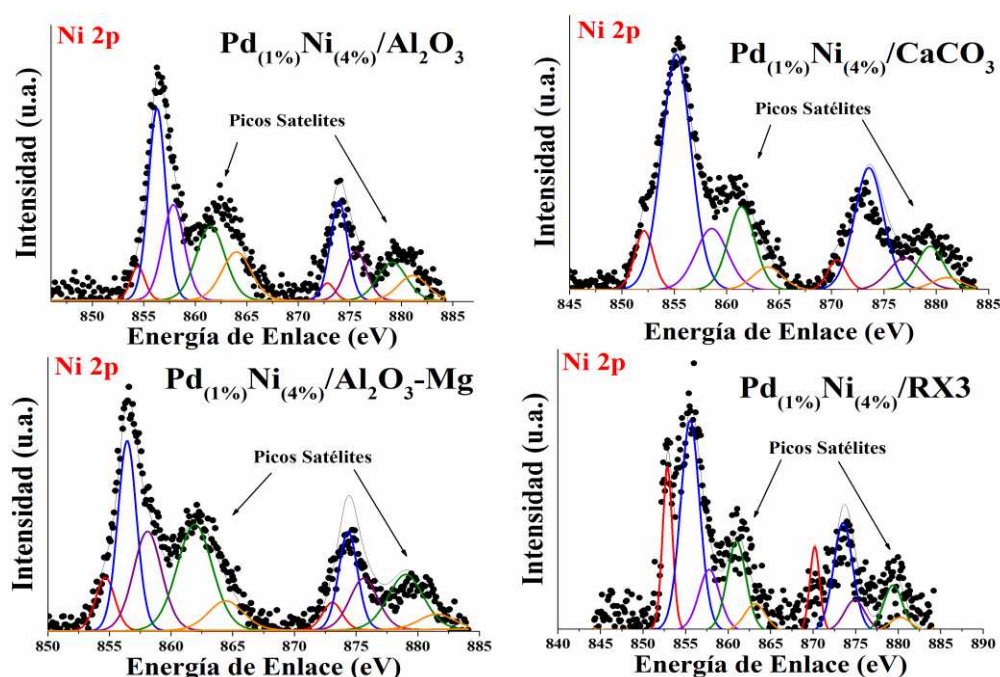 Ni 2p
Pd(1%)Ni(4%)/Al2O3
Picos Satelites
Intensidad (u.a.)
850 855 860 865 870 875 880 885
Energía de Enlace (eV)
Ni 2p
Pd(1%)Ni(4%)/CaCO3
Picos Satélites
Intensidad (u.a.)
845 850 855 860 865 870 875 880 885
Energía de Enlace (eV)
Ni 2p
Pd(1%)Ni(4%)/Al2O3-Mg
Picos Satélites
Intensidad (u.a.)
850 855 860 865 870 875 880 885
Energía de Enlace (eV)
Ni 2p
Pd(1%)Ni(4%)/RX3
Picos Satélites
Intensidad (u.a.)
840 845 850 855 860 865 870 875 880 885 890
Energía de Enlace (eV)